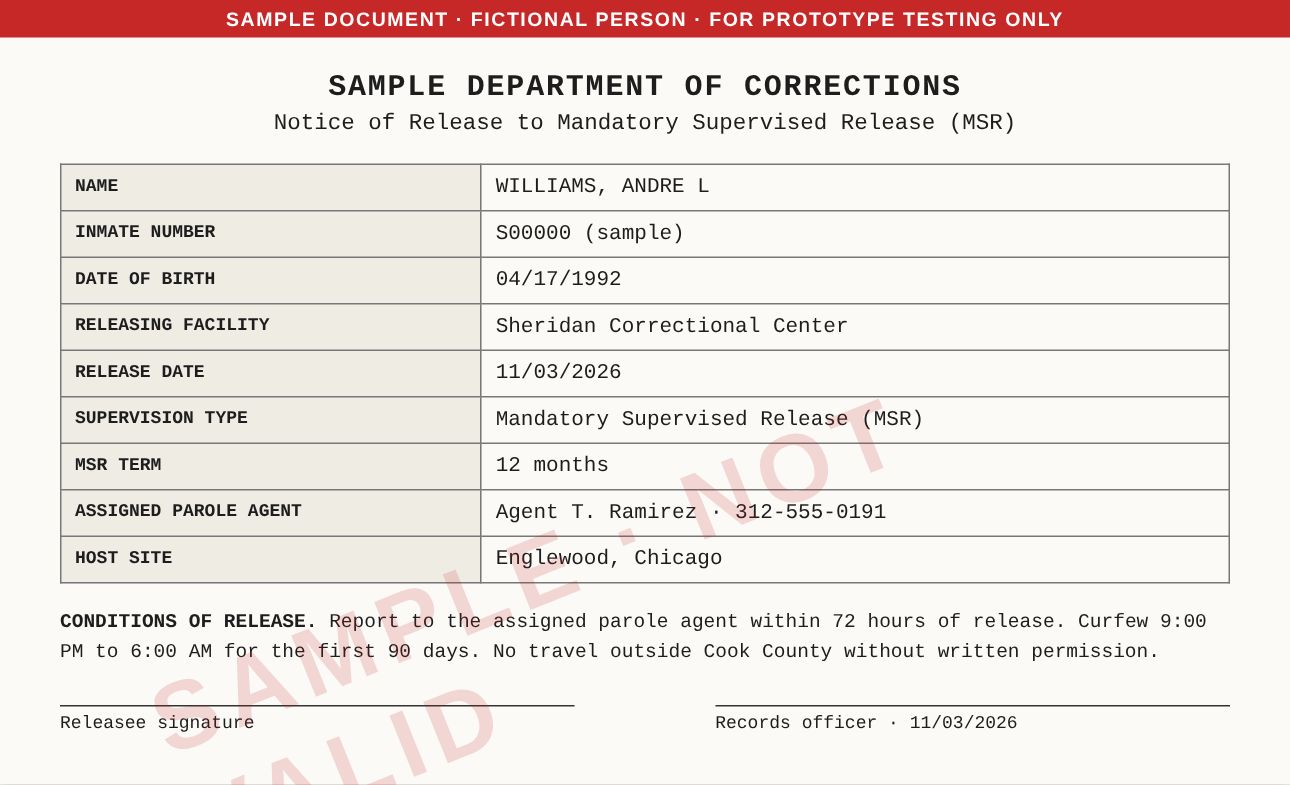 SAMPLE DOCUMENT · FICTIONAL PERSON · FOR PROTOTYPE TESTING ONLY
SAMPLE DEPARTMENT OF CORRECTIONS
Notice of Release to Mandatory Supervised Release (MSR)
NAME WILLIAMS, ANDRE L
INMATE NUMBER S00000 (sample)
DATE OF BIRTH 04/17/1992
RELEASING FACILITY Sheridan Correctional Center
RELEASE DATE 11/03/2026
SUPERVISION TYPE Mandatory Supervised Release (MSR)
MSR TERM 12 months
ASSIGNED PAROLE AGENT Agent T. Ramirez · 312-555-0191
HOST SITE Englewood, Chicago
CONDITIONS OF RELEASE. Report to the assigned parole agent within 72 hours of release. Curfew 9:00
PM to 6:00 AM for the first 90 days. No travel outside Cook County without written permission.
Releasee signature Records officer · 11/03/2026
SAMPLE · NOT
VALID